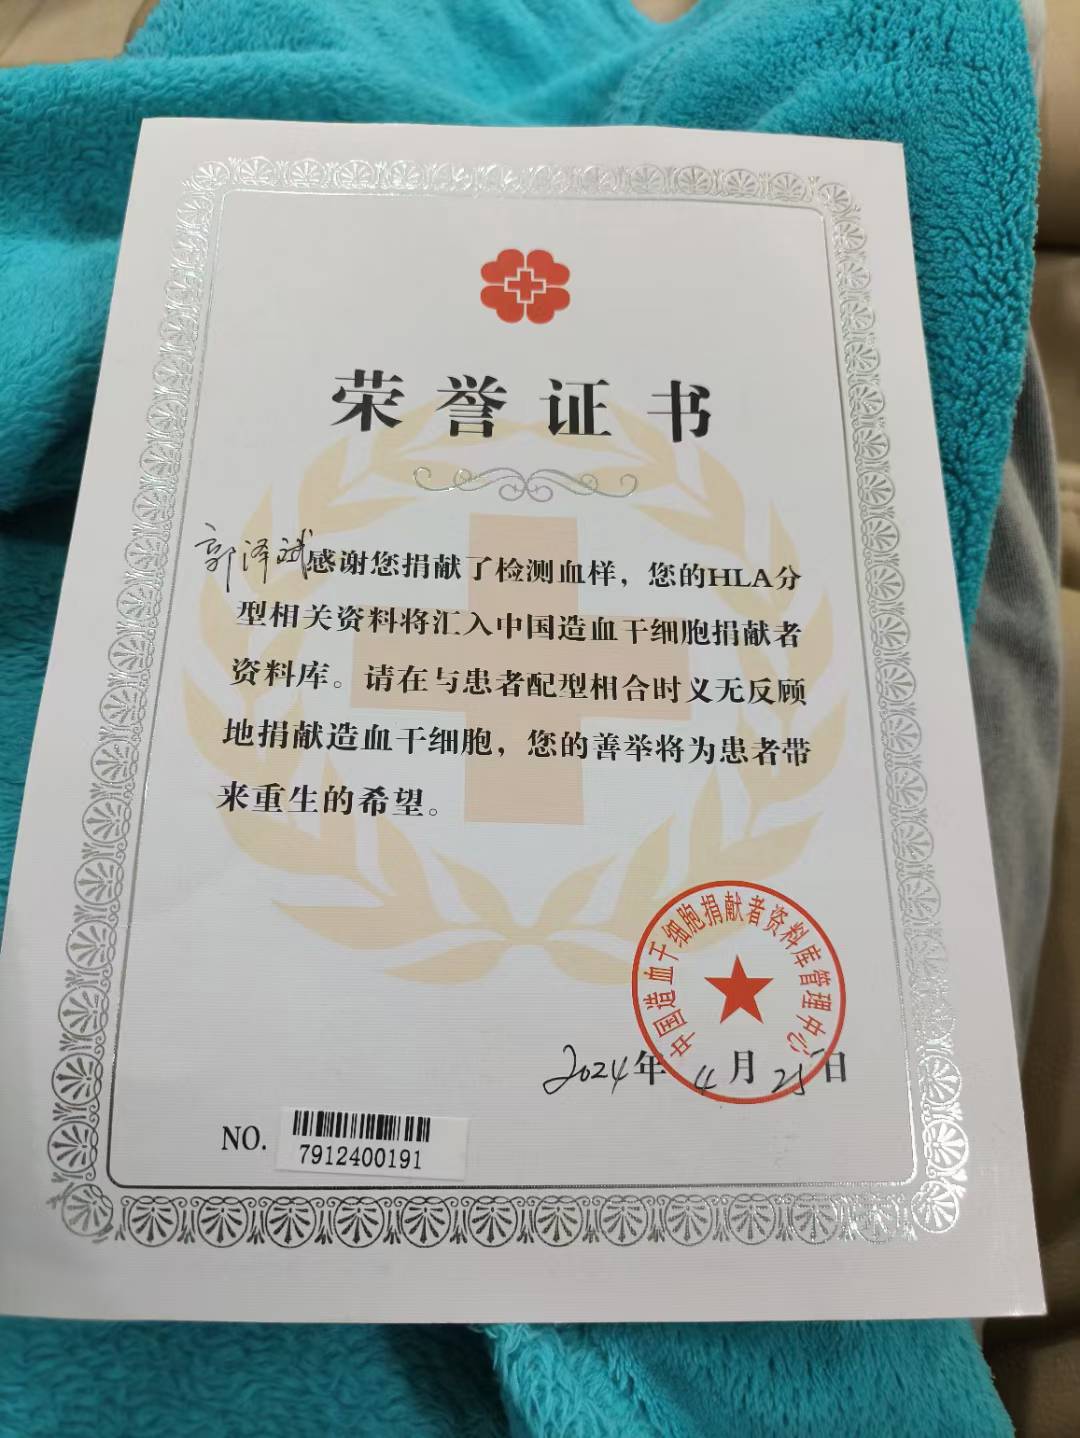 荣誉证书
郭泽斌感谢您捐献了检测血样，您的HLA分
型相关资料将汇入中国造血干细胞捐献者
资料库。请在与患者配型相合时义无反顾
地捐献造血干细胞，您的善举将为患者带
来重生的希望。
中国造血干细胞捐献者资料库管理中心
2024年4月25日
NO. 7912400191